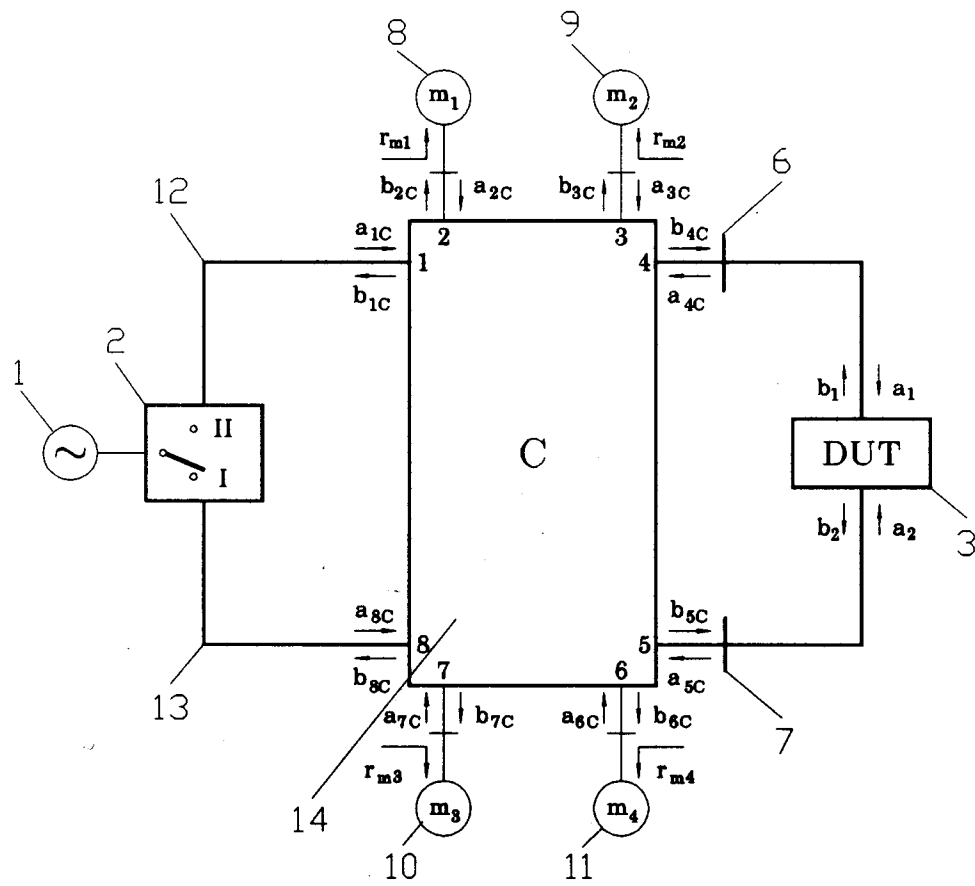 8
9
m1
m2
rm1
rm2
6
b2C
a2C
b3C
a3C
12
a1C
2
3
b4C
1
4
b1C
a4C
2
1
b1
a1
II
~
C
DUT
I
b2
a2
3
a8C
b5C
8
5
b8C
7
6
a5C
13
a7C
b7C
a6C
b6C
7
rm3
rm4
14
m3
m4
10
11